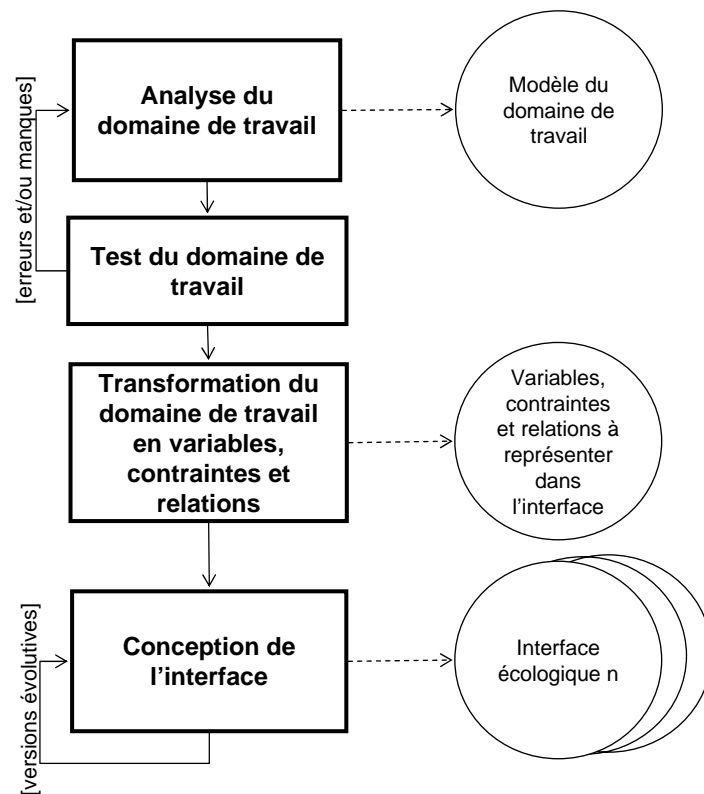 Analyse du
domaine de travail
Modèle du
domaine de
travail
[erreurs et/ou manques]
Test du domaine de
travail
Transformation du
domaine de travail
en variables,
contraintes et
relations
Variables,
contraintes
et relations à
représenter
dans
l'interface
Conception de
l'interface
Interface
écologique n
[versions évolutives]